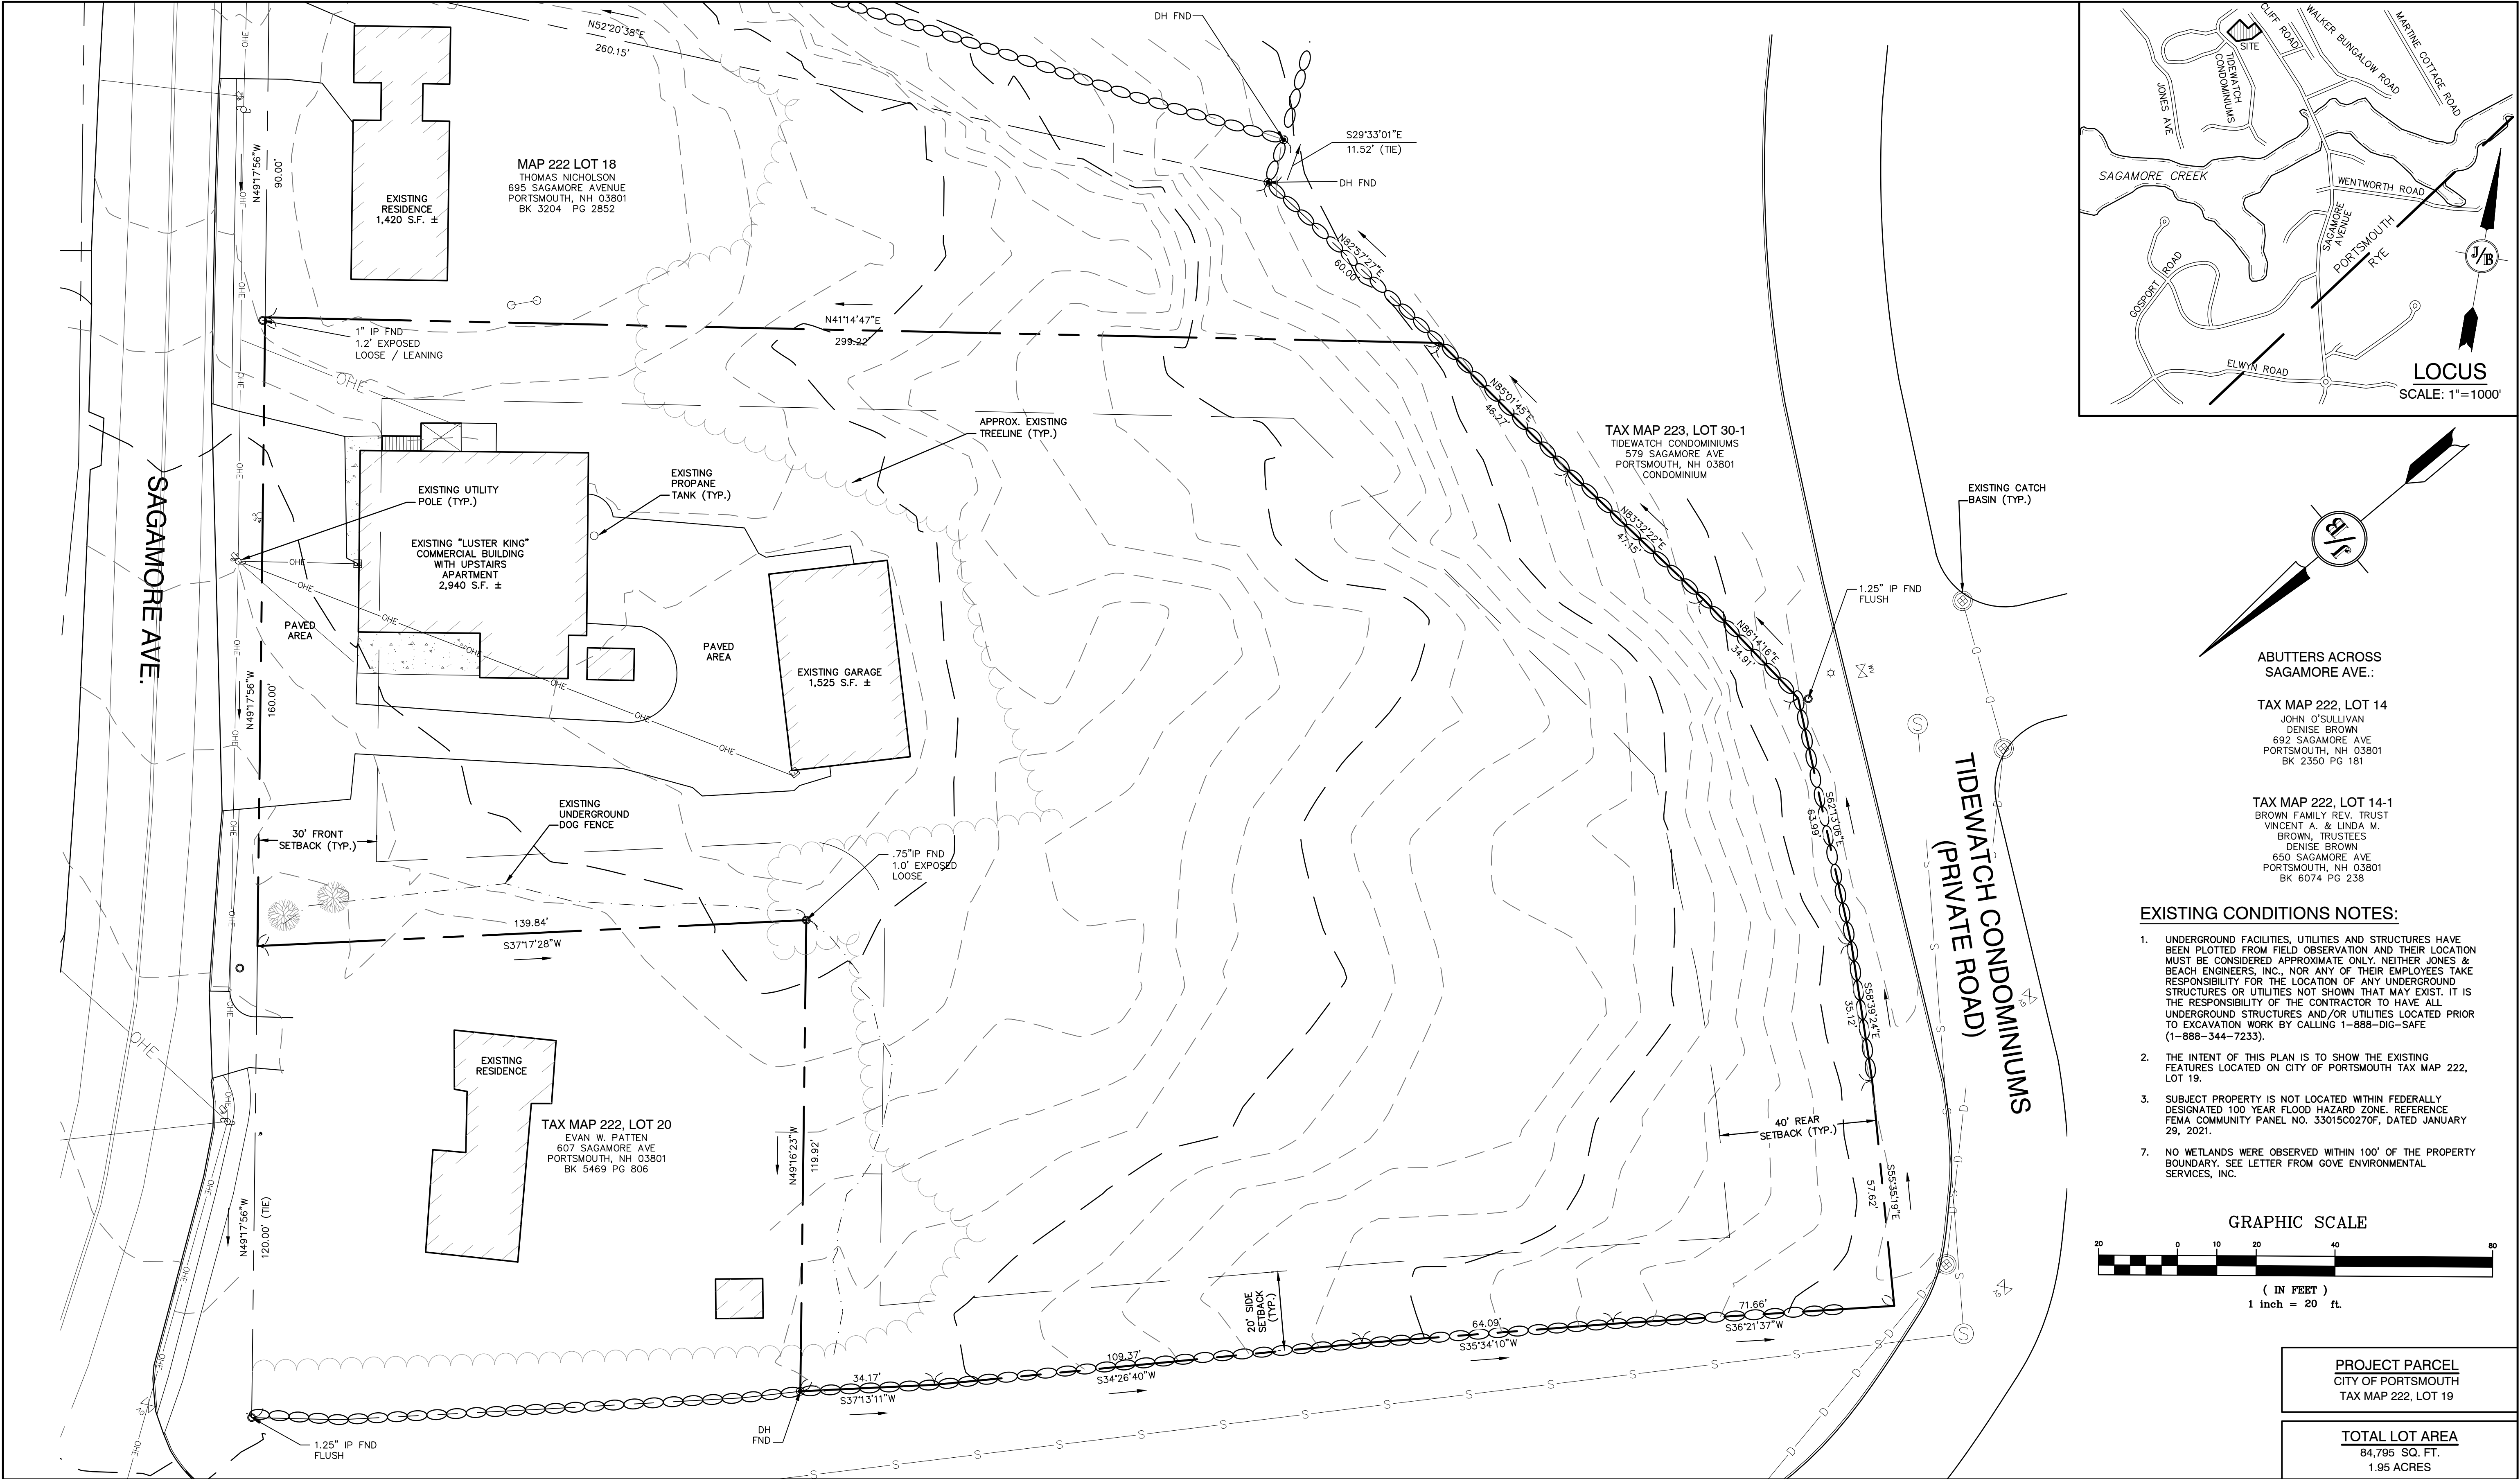 N52°20'38"E
260.15'
DH FND
S29°33'01"E
11.52' (TIE)
DH FND
N49°17'56"W
90.00'
EXISTING
RESIDENCE
1,420 S.F. ±
MAP 222 LOT 18
THOMAS NICHOLSON
695 SAGAMORE AVENUE
PORTSMOUTH, NH 03801
BK 3204 PG 2852
N82°57'27"E
60.00'
1" IP FND
1.2' EXPOSED
LOOSE / LEANING
N41°14'47"E
299.22'
OHE
APPROX. EXISTING
TREELINE (TYP.)
N85°01'45"E
46.27'
TAX MAP 223, LOT 30-1
TIDEWATCH CONDOMINIUMS
579 SAGAMORE AVE
PORTSMOUTH, NH 03801
CONDOMINIUM
EXISTING UTILITY
POLE (TYP.)
EXISTING
PROPANE
TANK (TYP.)
EXISTING CATCH
BASIN (TYP.)
SAGAMORE AVE.
EXISTING "LUSTER KING"
COMMERCIAL BUILDING
WITH UPSTAIRS
APARTMENT
2,940 S.F. ±
N83°32'22"E
47.15'
OHE
OHE
OHE
OHE
OHE
OHE
OHE
PAVED
AREA
PAVED
AREA
EXISTING GARAGE
1,525 S.F. ±
1.25" IP FND
FLUSH
N86°14'16"E
34.91'
N49°17'56"W
160.00'
EXISTING
UNDERGROUND
DOG FENCE
30' FRONT
SETBACK (TYP.)
.75"IP FND
1.0' EXPOSED
LOOSE
S62°13'06"E
63.99'
TIDEWATCH CONDOMINIUMS
(PRIVATE ROAD)
139.84'
S37°17'28"W
S58°39'24"E
35.12'
OHE
EXISTING
RESIDENCE
TAX MAP 222, LOT 20
EVAN W. PATTEN
607 SAGAMORE AVE
PORTSMOUTH, NH 03801
BK 5469 PG 806
N49°16'23"W
119.92'
40' REAR
SETBACK (TYP.)
S55°35'19"E
57.62'
N49°17'56"W
120.00' (TIE)
20' SIDE
SETBACK
(TYP.)
71.66'
S36°21'37"W
64.09'
S35°34'10"W
109.37'
S34°26'40"W
34.17'
S37°13'11"W
DH
FND
1.25" IP FND
FLUSH
SITE
CLIFF ROAD
WALKER BUNGALOW ROAD
MARTINE COTTAGE ROAD
TIDEWATCH
CONDOMINIUMS
JONES AVE
SAGAMORE CREEK
WENTWORTH ROAD
SAGAMORE
AVENUE
PORTSMOUTH
RYE
GOSPORT ROAD
ELWYN ROAD
J/B
LOCUS
SCALE: 1"=1000'
J/B
ABUTTERS ACROSS
SAGAMORE AVE.:
TAX MAP 222, LOT 14
JOHN O'SULLIVAN
DENISE BROWN
692 SAGAMORE AVE
PORTSMOUTH, NH 03801
BK 2350 PG 181
TAX MAP 222, LOT 14-1
BROWN FAMILY REV. TRUST
VINCENT A. & LINDA M.
BROWN, TRUSTEES
DENISE BROWN
650 SAGAMORE AVE
PORTSMOUTH, NH 03801
BK 6074 PG 238
EXISTING CONDITIONS NOTES:
1. UNDERGROUND FACILITIES, UTILITIES AND STRUCTURES HAVE
BEEN PLOTTED FROM FIELD OBSERVATION AND THEIR LOCATION
MUST BE CONSIDERED APPROXIMATE ONLY. NEITHER JONES &
BEACH ENGINEERS, INC., NOR ANY OF THEIR EMPLOYEES TAKE
RESPONSIBILITY FOR THE LOCATION OF ANY UNDERGROUND
STRUCTURES OR UTILITIES NOT SHOWN THAT MAY EXIST. IT IS
THE RESPONSIBILITY OF THE CONTRACTOR TO HAVE ALL
UNDERGROUND STRUCTURES AND/OR UTILITIES LOCATED PRIOR
TO EXCAVATION WORK BY CALLING 1-888-DIG-SAFE
(1-888-344-7233).
2. THE INTENT OF THIS PLAN IS TO SHOW THE EXISTING
FEATURES LOCATED ON CITY OF PORTSMOUTH TAX MAP 222,
LOT 19.
3. SUBJECT PROPERTY IS NOT LOCATED WITHIN FEDERALLY
DESIGNATED 100 YEAR FLOOD HAZARD ZONE. REFERENCE
FEMA COMMUNITY PANEL NO. 33015C0270F, DATED JANUARY
29, 2021.
7. NO WETLANDS WERE OBSERVED WITHIN 100' OF THE PROPERTY
BOUNDARY. SEE LETTER FROM GOVE ENVIRONMENTAL
SERVICES, INC.
GRAPHIC SCALE
20 0 10 20 40 80
( IN FEET )
1 inch = 20 ft.
PROJECT PARCEL
CITY OF PORTSMOUTH
TAX MAP 222, LOT 19
TOTAL LOT AREA
84,795 SQ. FT.
1.95 ACRES